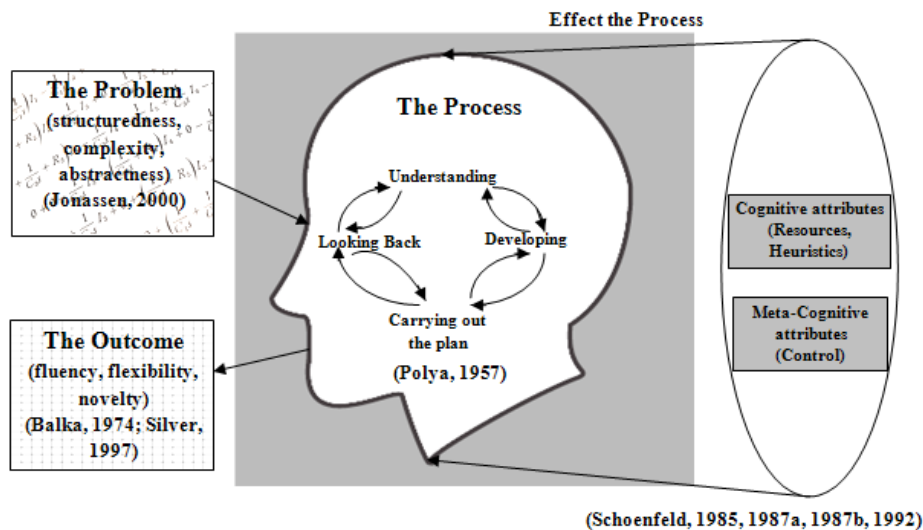 Effect the Process
The Problem
(structuredness,
complexity,
abstractness)
(Jonassen, 2000)
The Process
Understanding
Looking Back
Developing
Carrying out
the plan
(Polya, 1957)
Cognitive attributes
(Resources,
Heuristics)
Meta-Cognitive
attributes
(Control)
The Outcome
(fluency, flexibility,
novelty)
(Balka, 1974; Silver,
1997)
(Schoenfeld, 1985, 1987a, 1987b, 1992)